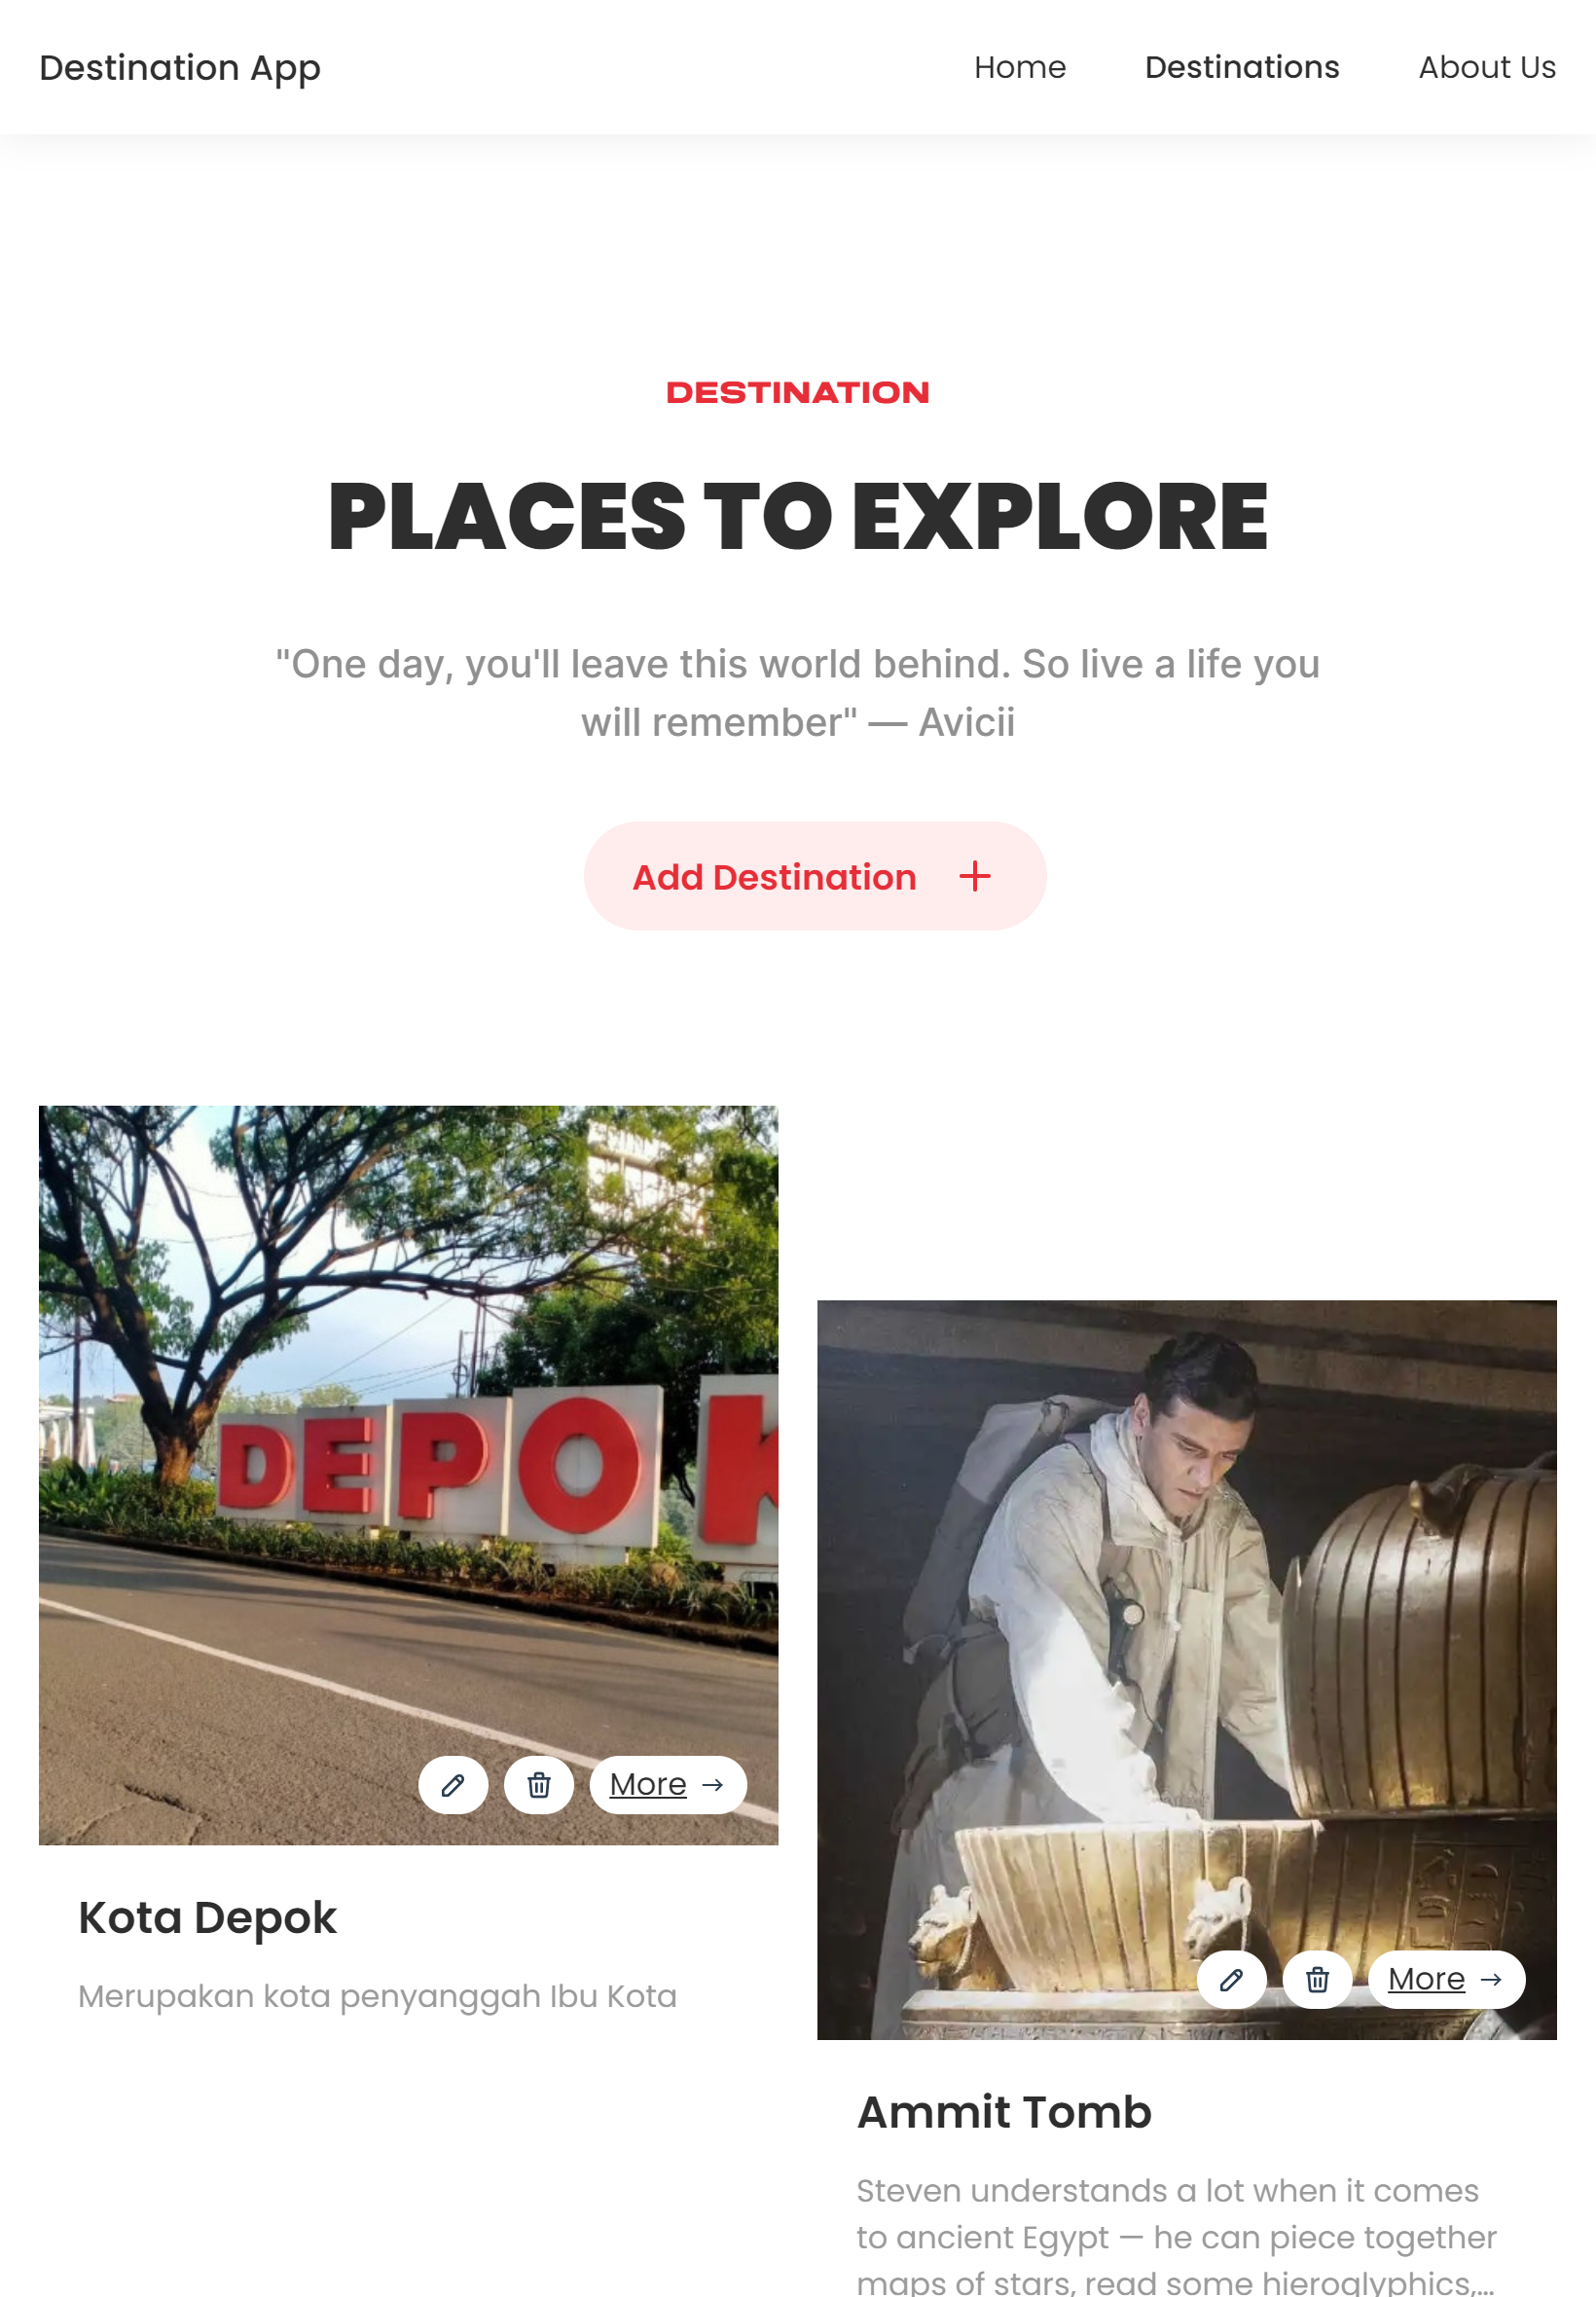 Destination App
Home
Destinations
About Us
DESTINATION
PLACES TO EXPLORE
"One day, you'll leave this world behind. So live a life you
will remember" — Avicii
Add Destination
DEPOK
More
Kota Depok
Merupakan kota penyanggah Ibu Kota
More
Ammit Tomb
Steven understands a lot when it comes
to ancient Egypt — he can piece together
maps of stars, read some hieroglyphics,...